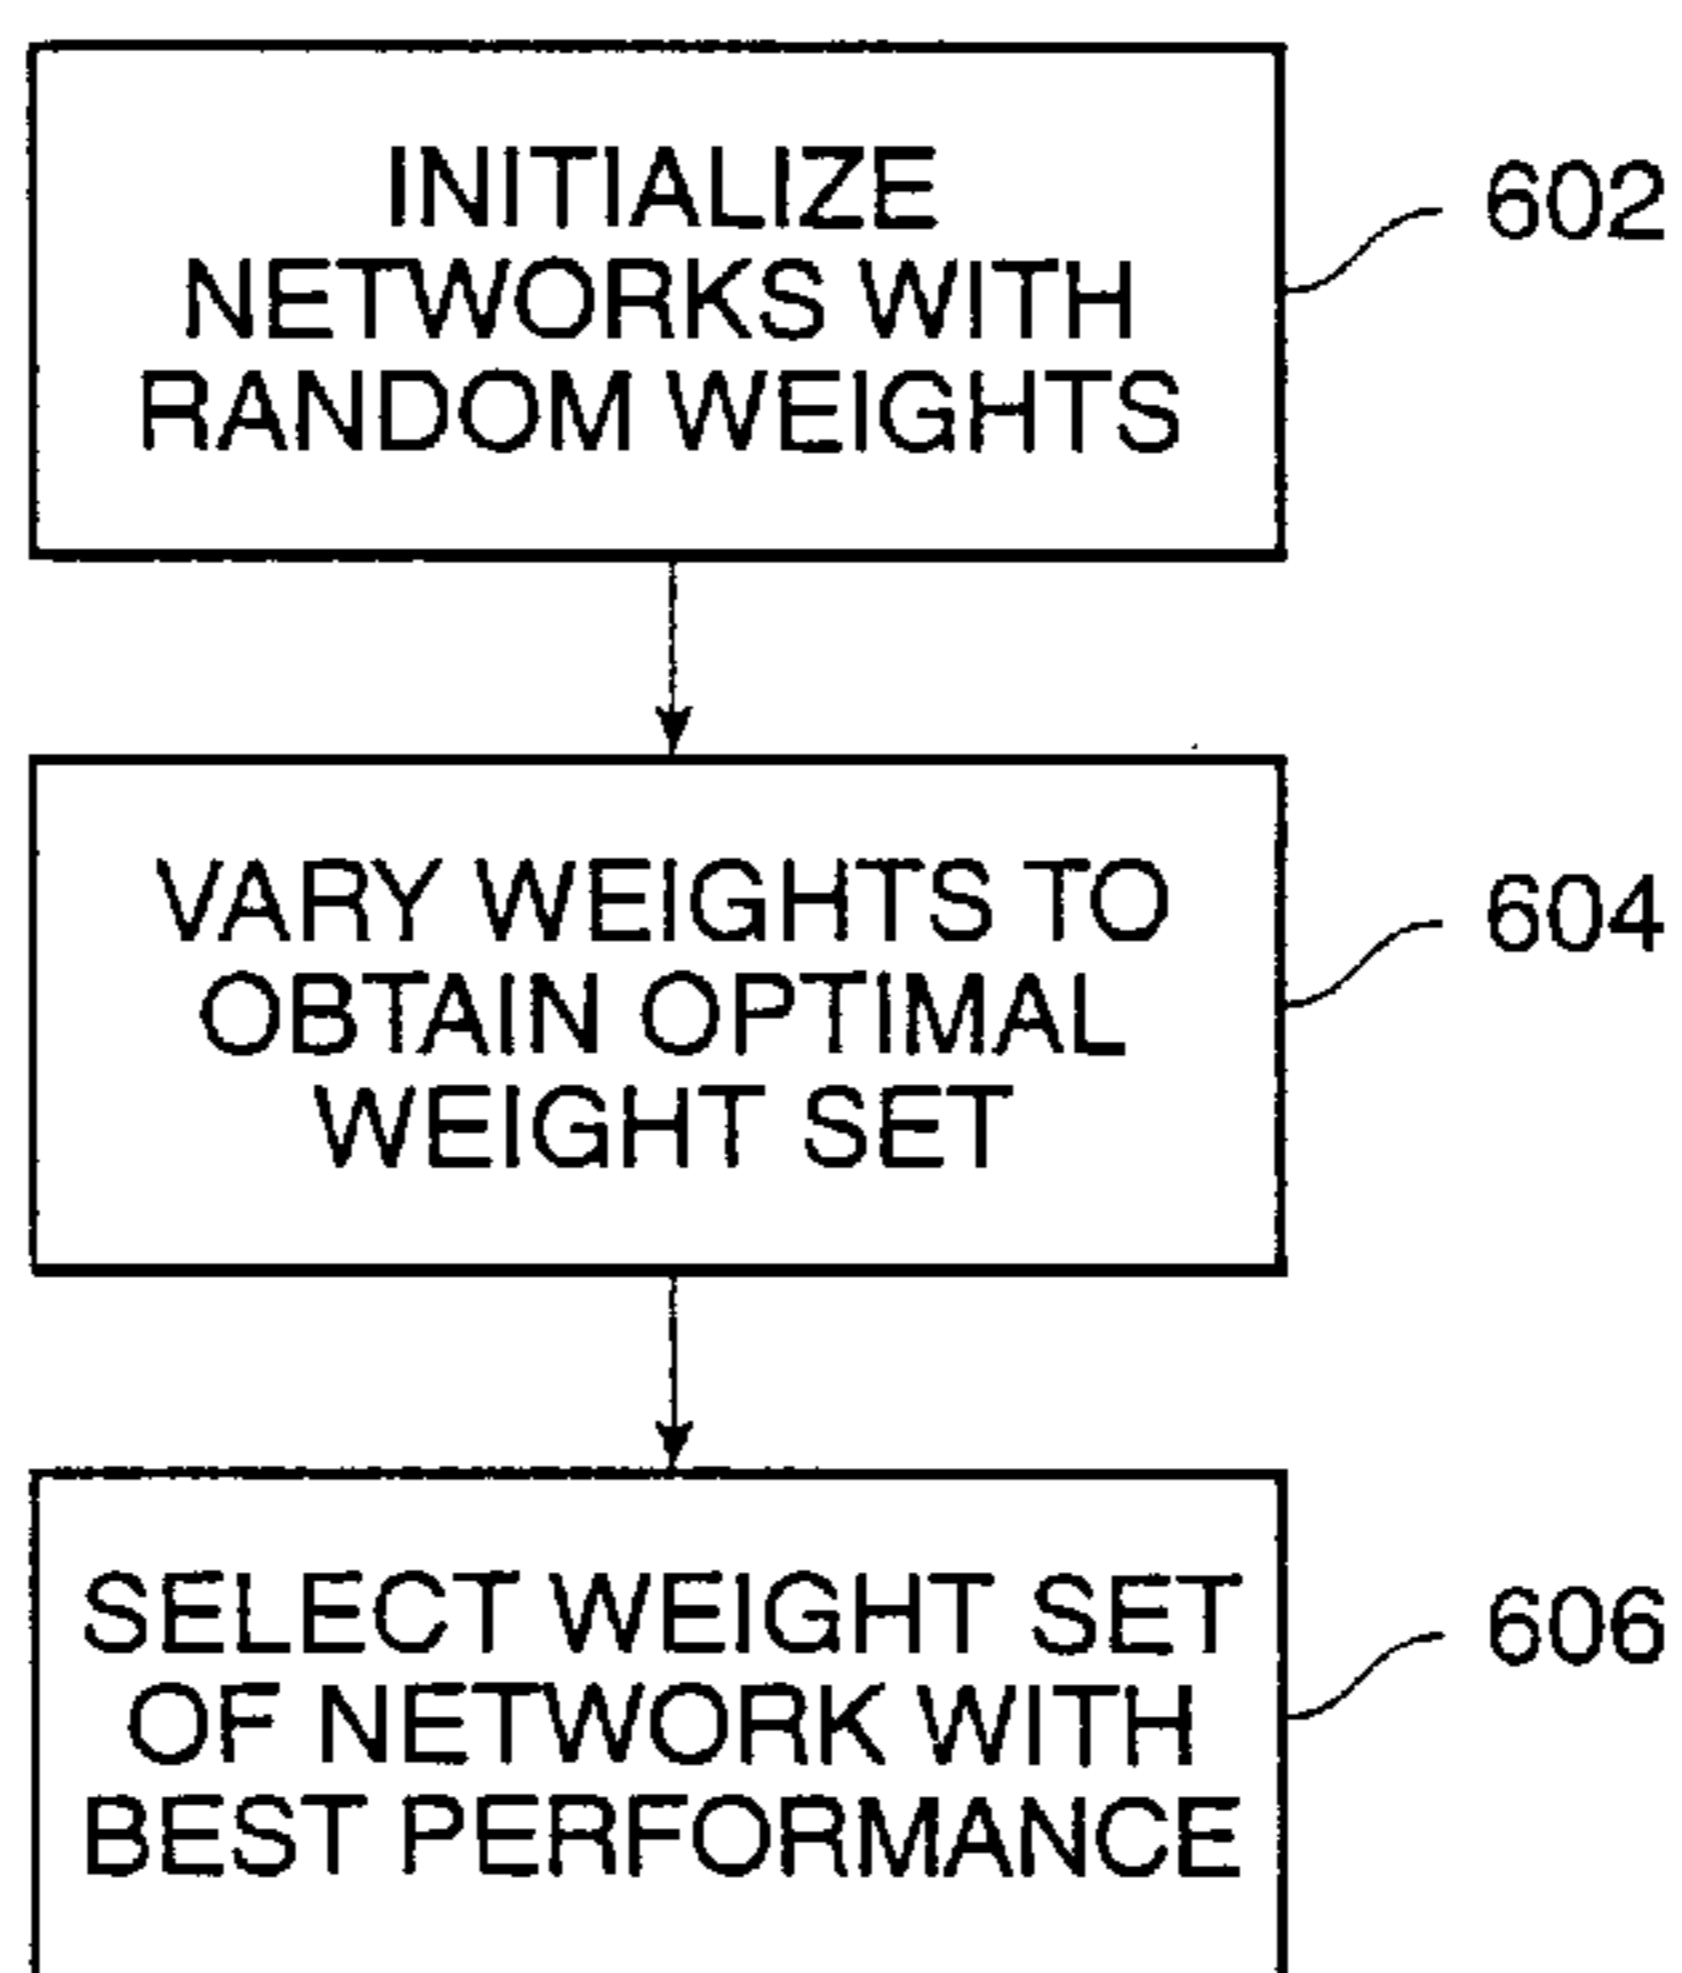 INITIALIZE
NETWORKS WITH
RANDOM WEIGHTS
602
VARY WEIGHTS TO
OBTAIN OPTIMAL
WEIGHT SET
604
SELECT WEIGHT SET
OF NETWORK WITH
BEST PERFORMANCE
606